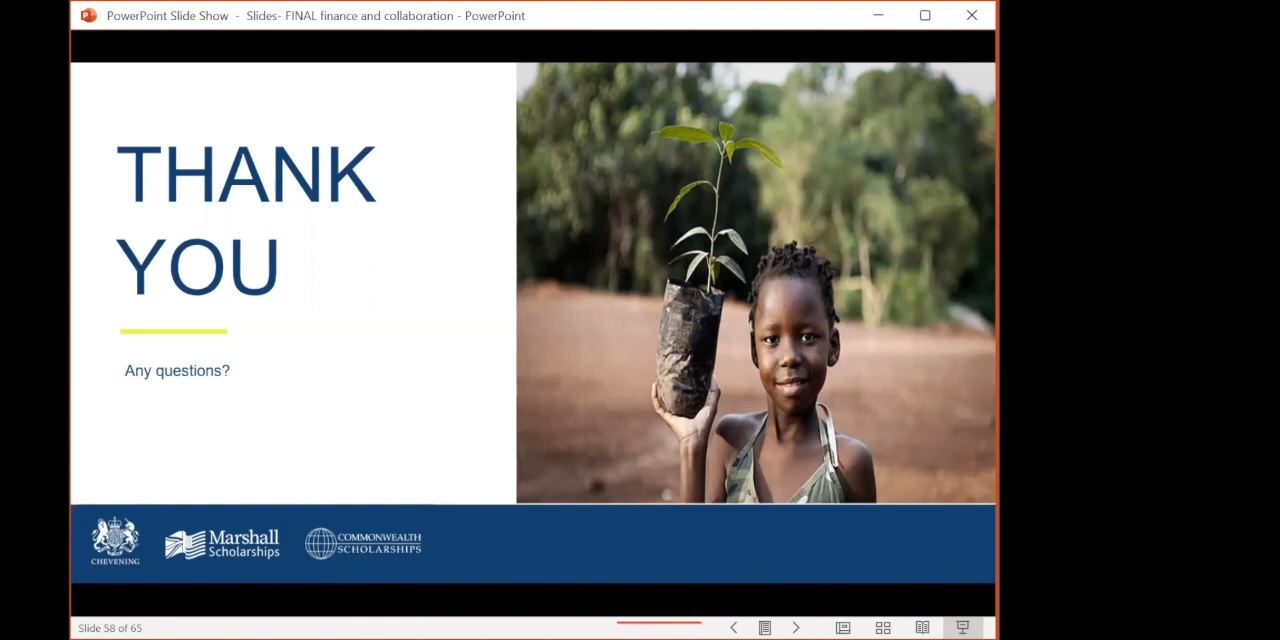 PowerPoint Slide Show - Slides- FINAL finance and collaboration - PowerPoint
THANK
YOU
Any questions?
CHEVENING
Marshall
Scholarships
COMMONWEALTH
SCHOLARSHIPS
Slide 58 of 65